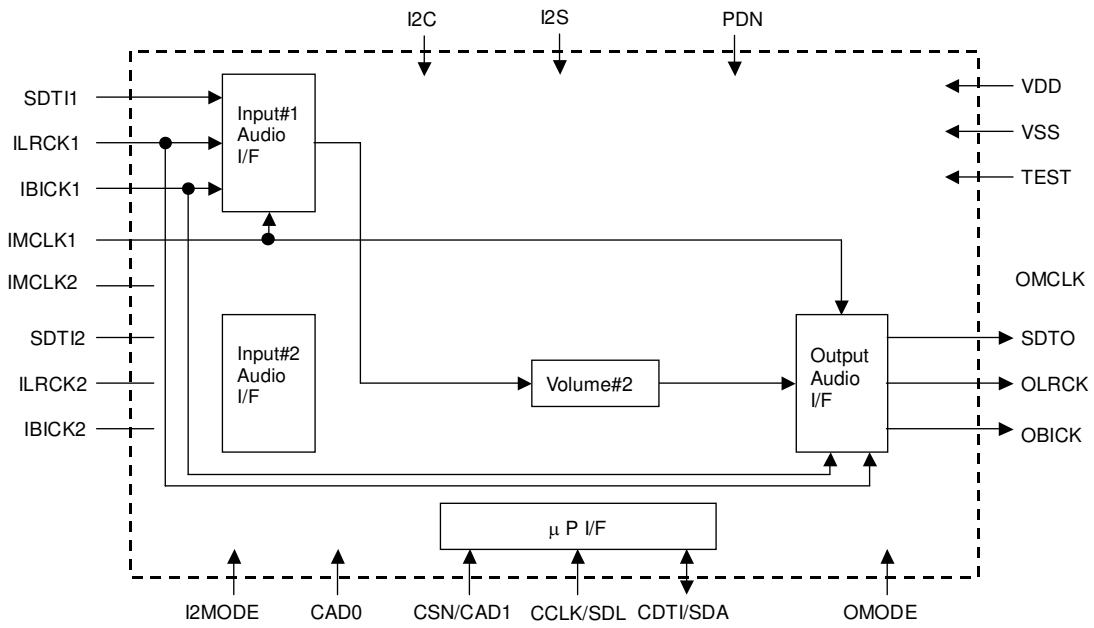 I2C
I2S
PDN
SDTI1
ILRCK1
IBICK1
IMCLK1
IMCLK2
SDTI2
ILRCK2
IBICK2
Input#1
Audio
I/F
Input#2
Audio
I/F
Volume#2
Output
Audio
I/F
VDD
VSS
TEST
OMCLK
SDTO
OLRCK
OBICK
μ P I/F
I2MODE
CAD0
CSN/CAD1
CCLK/SDL
CDTI/SDA
OMODE